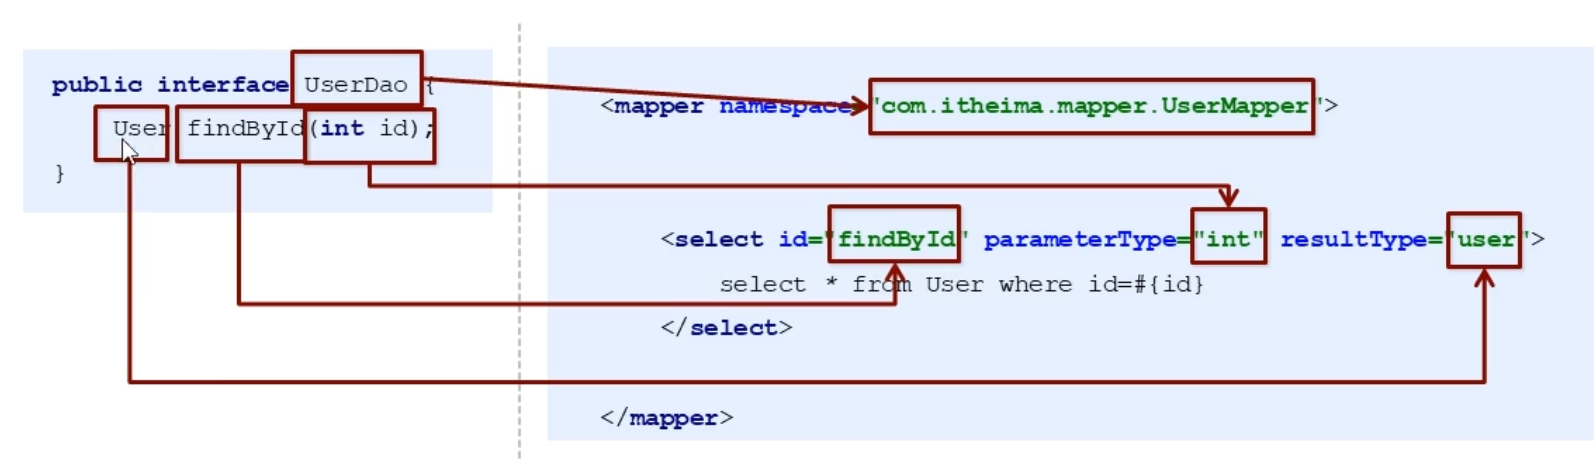 public interface UserDao {
User findById(int id);
}
<mapper namespace="com.itheima.mapper.UserMapper">
<select id="findById" parameterType="int" resultType="user">
select * from User where id=#{id}
</select>
</mapper>